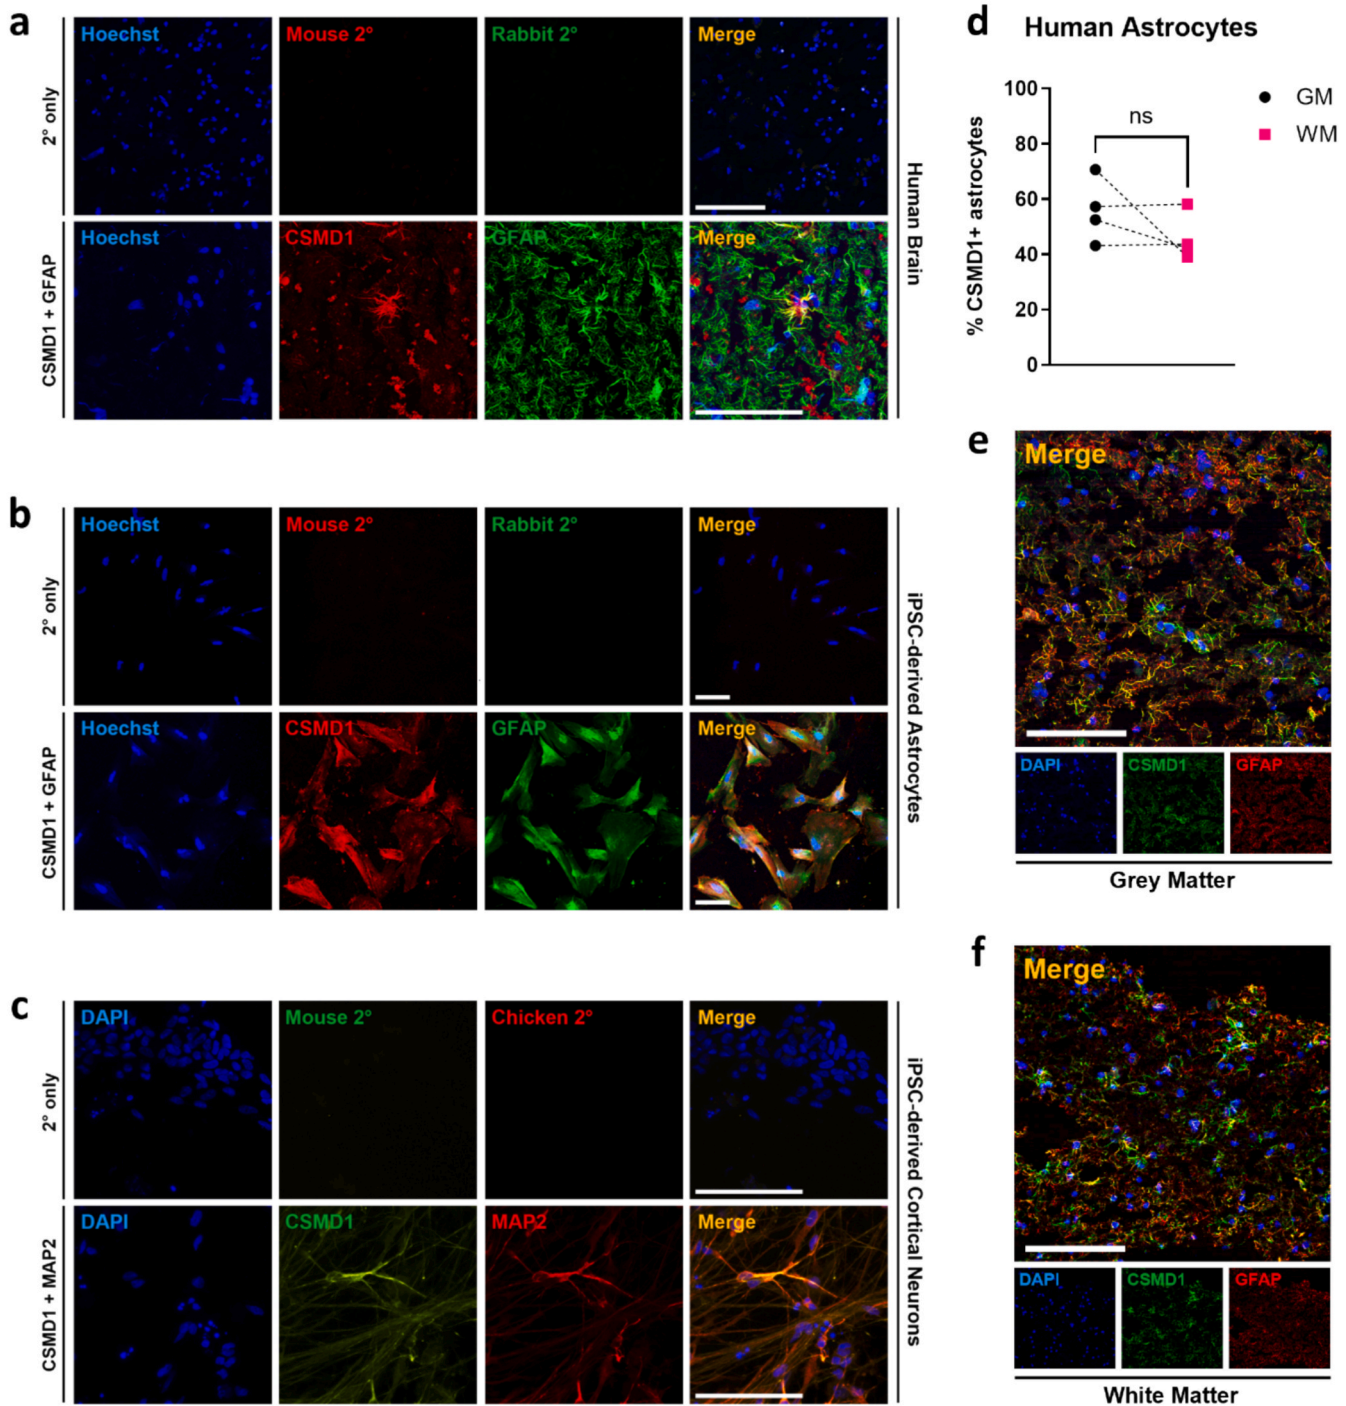 a
2° only
Hoechst
Mouse 2°
Rabbit 2°
Merge
CSMD1 + GFAP
Hoechst
CSMD1
GFAP
Merge
Human Brain
b
2° only
Hoechst
Mouse 2°
Rabbit 2°
Merge
CSMD1 + GFAP
Hoechst
CSMD1
GFAP
Merge
iPSC-derived Astrocytes
c
2° only
DAPI
Mouse 2°
Chicken 2°
Merge
CSMD1 + MAP2
DAPI
CSMD1
MAP2
Merge
iPSC-derived Cortical Neurons
d
Human Astrocytes
% CSMD1+ astrocytes
100
80
60
40
20
0
ns
GM
WM
e
Merge
DAPI
CSMD1
GFAP
Grey Matter
f
Merge
DAPI
CSMD1
GFAP
White Matter